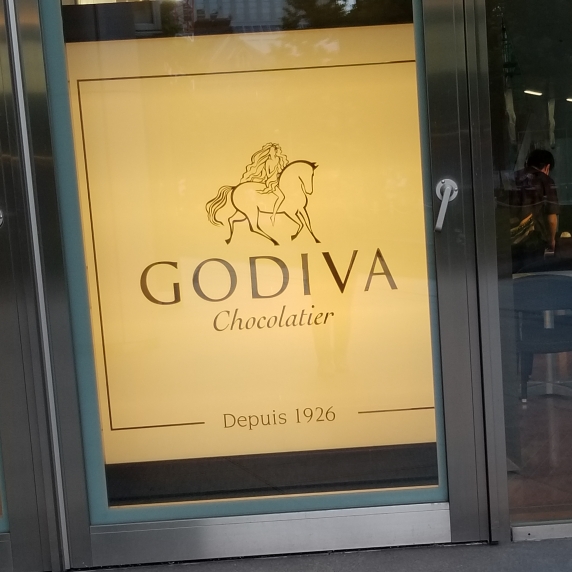 GODIVA
Chocolatier
Depuis 1926